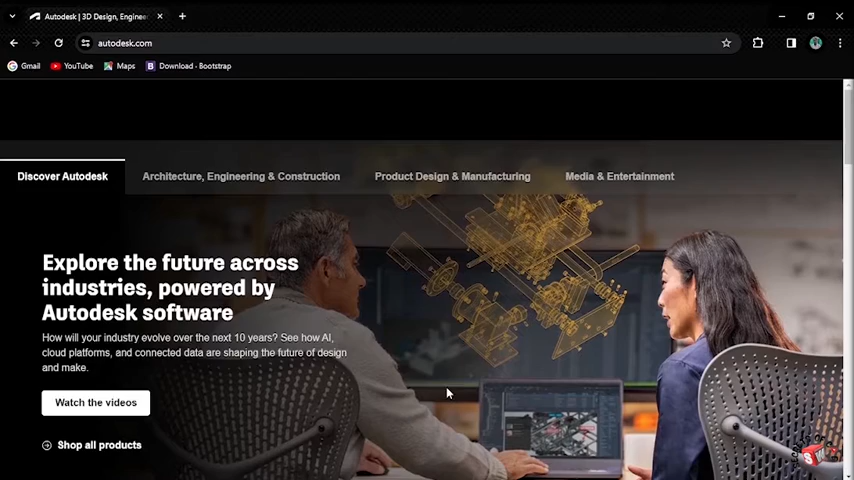 Autodesk | 3D Design, Enginee
autodesk.com
Gmail
YouTube
Maps
Download - Bootstrap
Discover Autodesk
Architecture, Engineering & Construction
Product Design & Manufacturing
Media & Entertainment
Explore the future across
industries, powered by
Autodesk software
How will your industry evolve over the next 10 years? See how AI,
cloud platforms, and connected data are shaping the future of design
and make.
Watch the videos
Shop all products